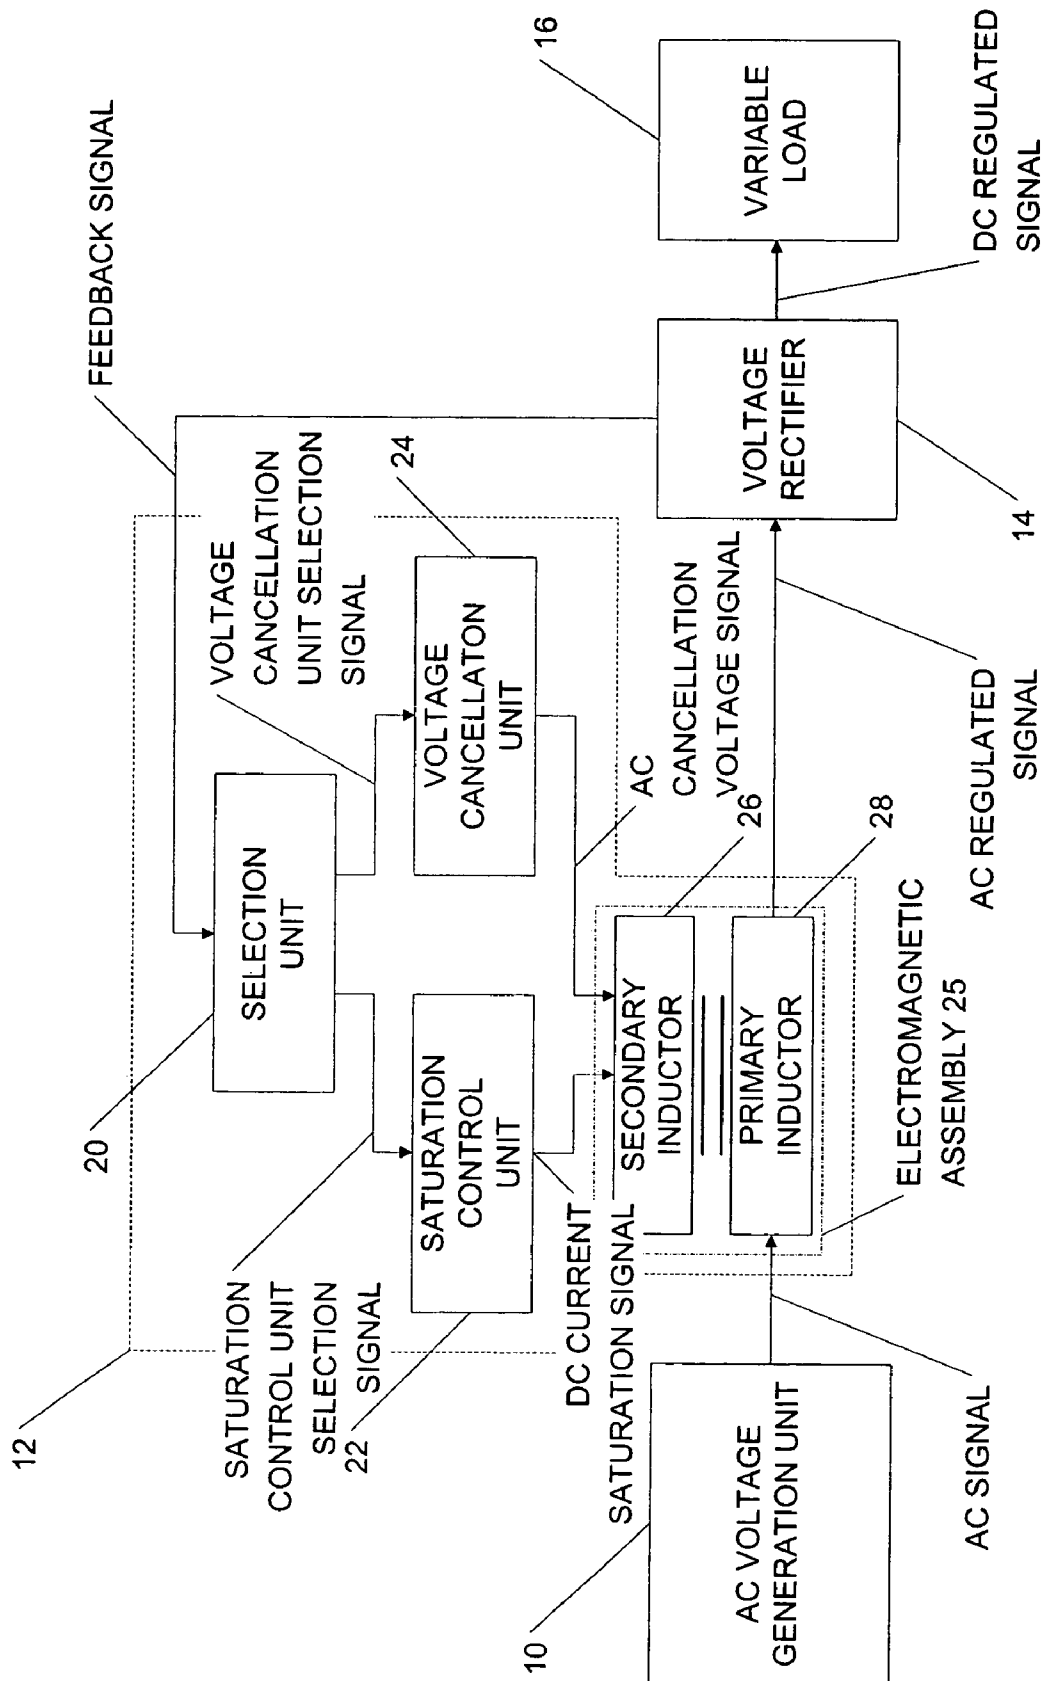 12
FEEDBACK SIGNAL
16
VARIABLE
LOAD
DC REGULATED
SIGNAL
20
SELECTION
UNIT
VOLTAGE
CANCELLATION
UNIT SELECTION
SIGNAL
24
SATURATION
CONTROL UNIT
SELECTION
SIGNAL
22
SATURATION
CONTROL
UNIT
VOLTAGE
CANCELLATON
UNIT
VOLTAGE
RECTIFIER
14
DC CURRENT
SATURATION SIGNAL
AC
CANCELLATION
VOLTAGE SIGNAL
SECONDARY
INDUCTOR
26
PRIMARY
INDUCTOR
28
10
AC VOLTAGE
GENERATION UNIT
AC SIGNAL
ELECTROMAGNETIC
ASSEMBLY 25
AC REGULATED
SIGNAL